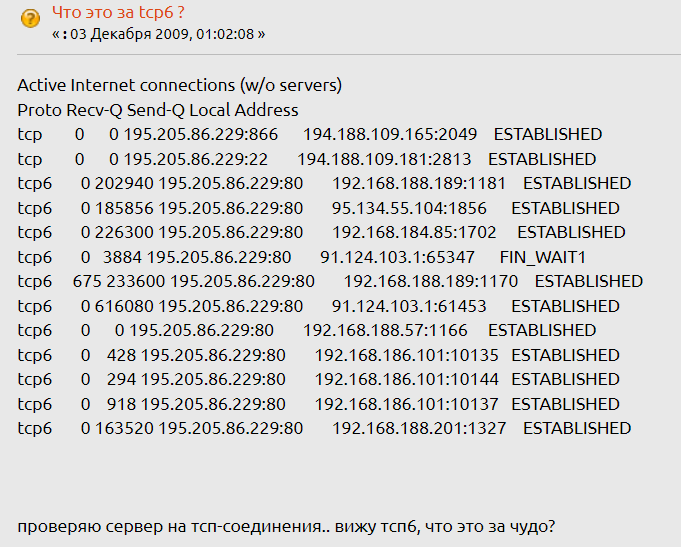 Что это за tcp6 ?
« : 03 Декабря 2009, 01:02:08 »
Active Internet connections (w/o servers)
Proto Recv-Q Send-Q Local Address
tcp 0 0 195.205.86.229:866 194.188.109.165:2049 ESTABLISHED
tcp 0 0 195.205.86.229:22 194.188.109.181:2813 ESTABLISHED
tcp6 0 202940 195.205.86.229:80 192.168.188.189:1181 ESTABLISHED
tcp6 0 185856 195.205.86.229:80 95.134.55.104:1856 ESTABLISHED
tcp6 0 226300 195.205.86.229:80 192.168.184.85:1702 ESTABLISHED
tcp6 0 3884 195.205.86.229:80 91.124.103.1:65347 FIN_WAIT1
tcp6 675 233600 195.205.86.229:80 192.168.188.189:1170 ESTABLISHED
tcp6 0 616080 195.205.86.229:80 91.124.103.1:61453 ESTABLISHED
tcp6 0 0 195.205.86.229:80 192.168.188.57:1166 ESTABLISHED
tcp6 0 428 195.205.86.229:80 192.168.186.101:10135 ESTABLISHED
tcp6 0 294 195.205.86.229:80 192.168.186.101:10144 ESTABLISHED
tcp6 0 918 195.205.86.229:80 192.168.186.101:10137 ESTABLISHED
tcp6 0 163520 195.205.86.229:80 192.168.188.201:1327 ESTABLISHED
проверяю сервер на тсп-соединения.. вижу тсп6, что это за чудо?